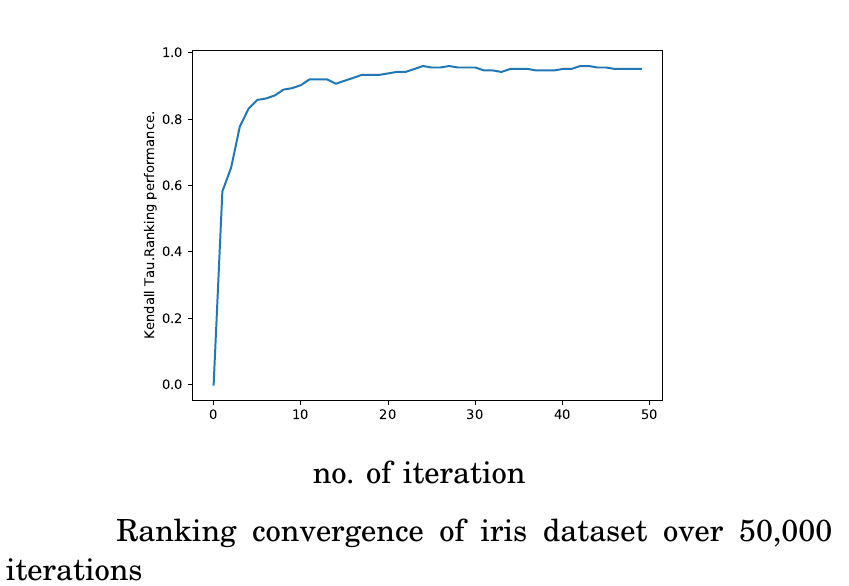 1.0
0.8
0.6
0.4
0.2
0.0
Kendall Tau.Ranking performance.
0 10 20 30 40 50
no. of iteration
Ranking convergence of iris dataset over 50,000
iterations